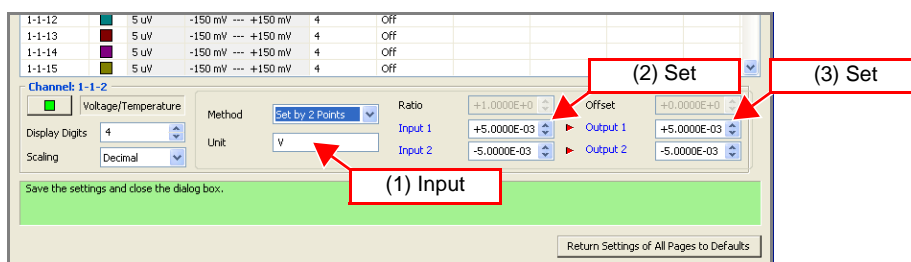 1-1-12 5 uV -150 mV --- +150 mV 4 Off
1-1-13 5 uV -150 mV --- +150 mV 4 Off
1-1-14 5 uV -150 mV --- +150 mV 4 Off
1-1-15 5 uV -150 mV --- +150 mV 4 Off
(2) Set
(3) Set
Channel: 1-1-2
Voltage/Temperature
Display Digits 4
Scaling Decimal
Method Set by 2 Points
Unit V
Ratio +1.0000E+0 Offset +0.0000E+0
Input 1 +5.0000E-03 Output 1 +5.0000E-03
Input 2 -5.0000E-03 Output 2 -5.0000E-03
(1) Input
Save the settings and close the dialog box.
Return Settings of All Pages to Defaults